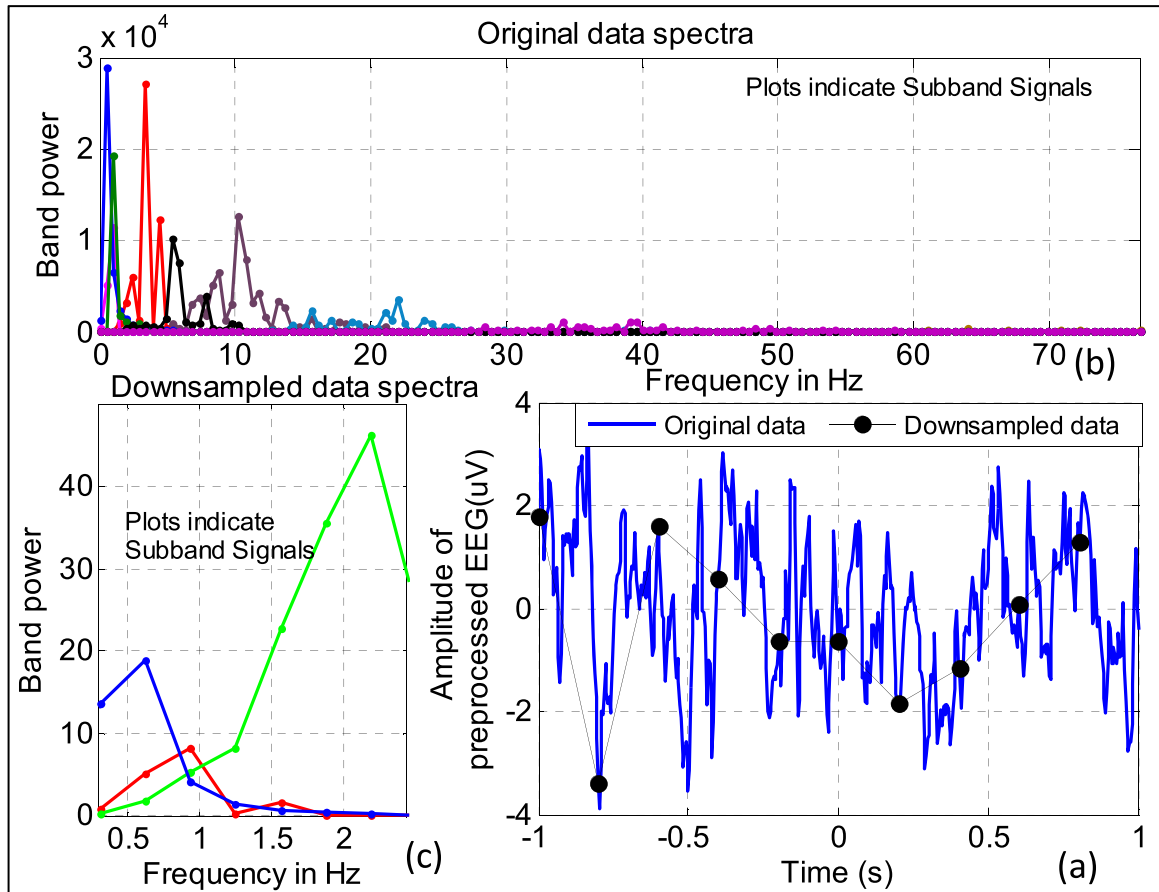 x 10^4
Original data spectra
Plots indicate Subband Signals
Band power
3
2
1
0
0 10 20 30 40 50 60 70
Frequency in Hz
(b)
Downsampled data spectra
Plots indicate
Subband Signals
Band power
40
30
20
10
0
0.5 1 1.5 2
Frequency in Hz
(c)
Original data
Downsampled data
Amplitude of
preprocessed EEG(uV)
4
2
0
-2
-4
-1 -0.5 0 0.5 1
Time (s)
(a)